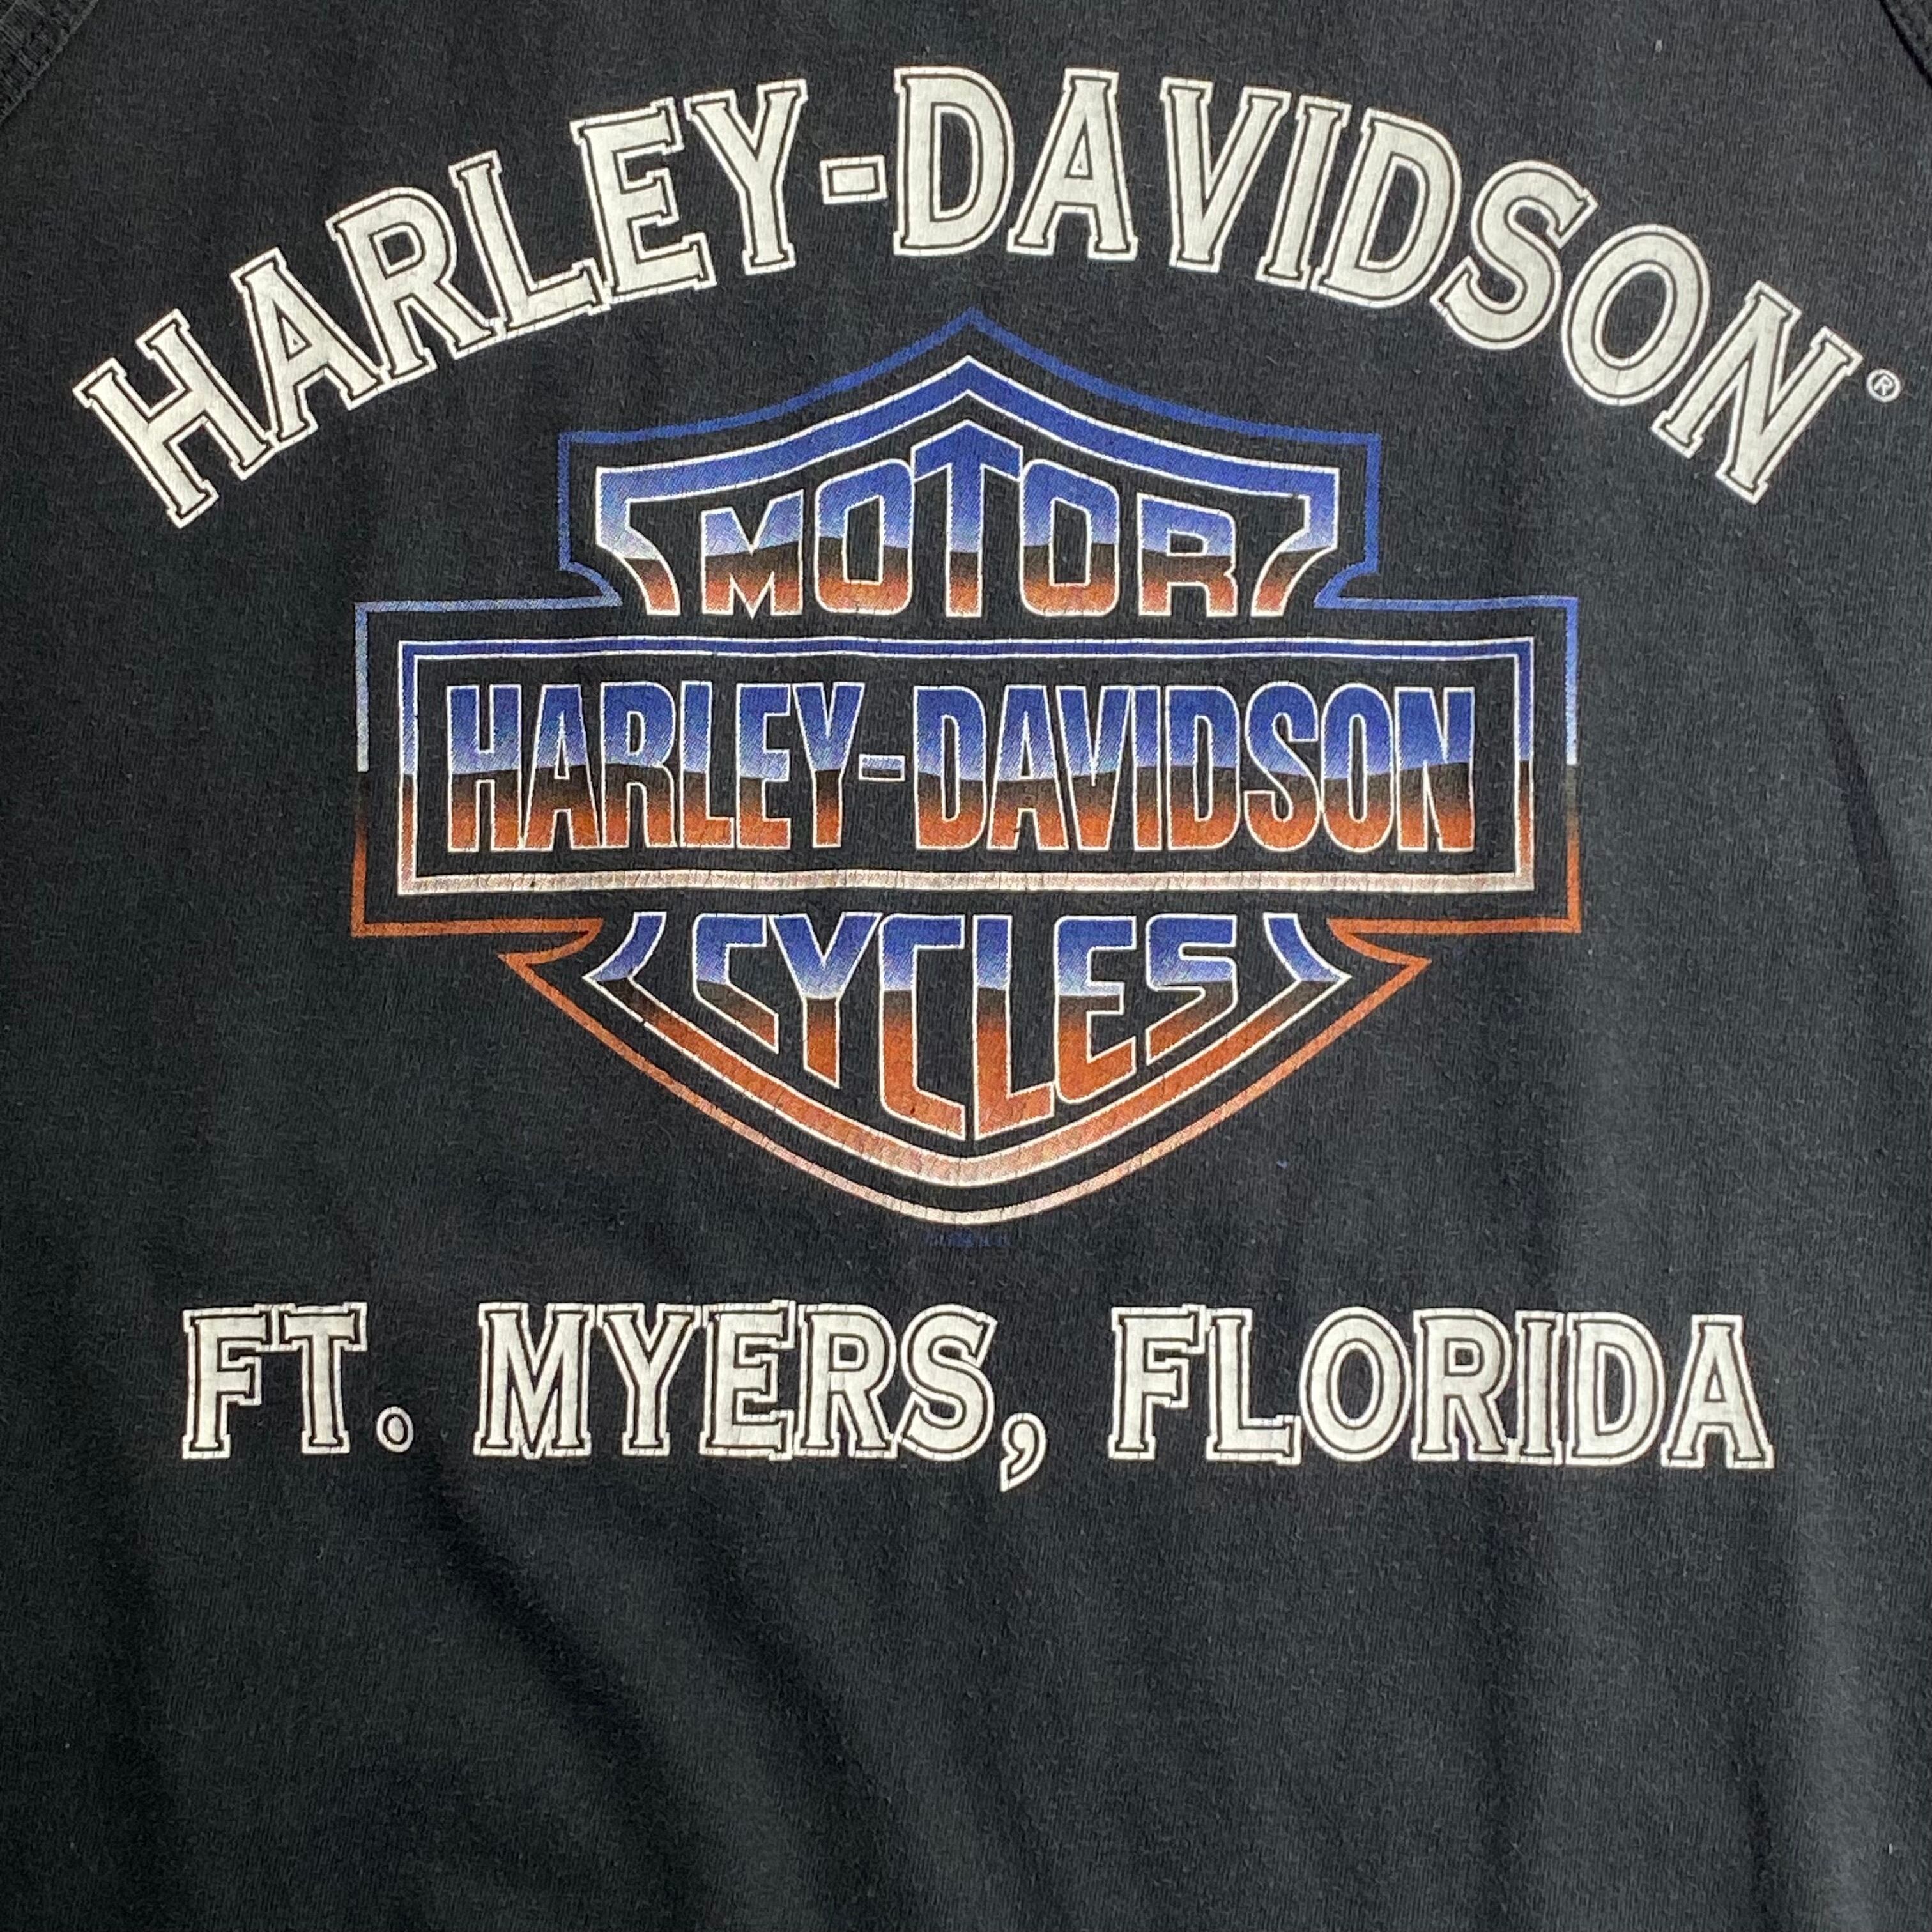 HARLEY-DAVIDSON®
MOTOR
HARLEY-DAVIDSON
CYCLES
FT. MYERS, FLORIDA